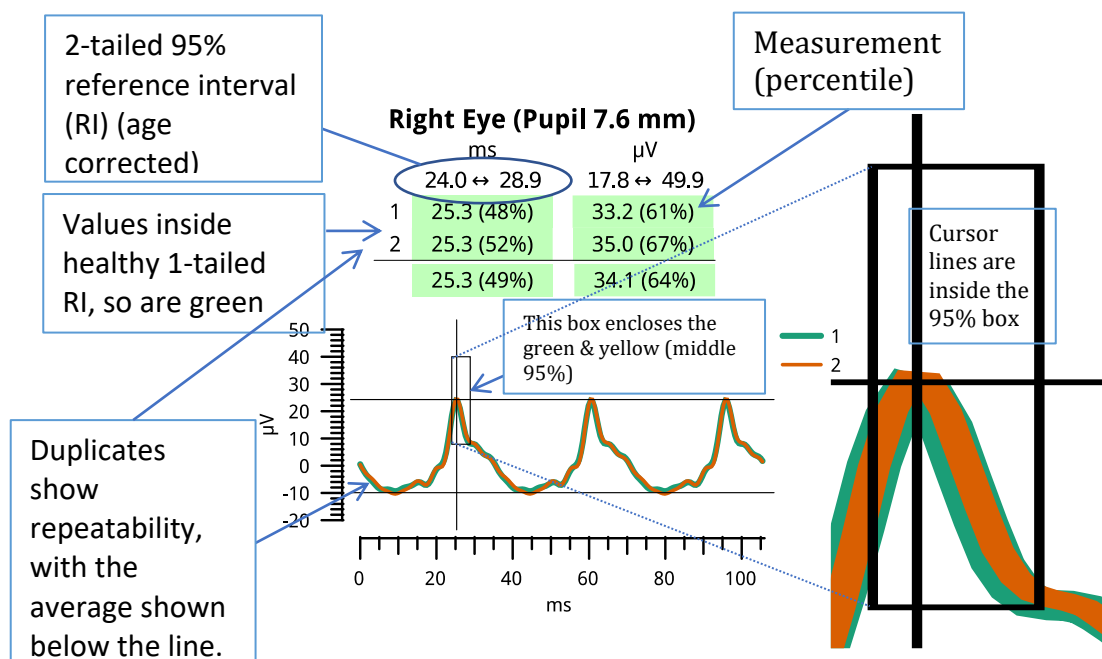 2-tailed 95%
reference interval
(RI) (age
corrected)
Measurement
(percentile)
Right Eye (Pupil 7.6 mm)
ms µV
24.0 ↔ 28.9 17.8 ↔ 49.9
1 25.3 (48%) 33.2 (61%)
2 25.3 (52%) 35.0 (67%)
25.3 (49%) 34.1 (64%)
Values inside
healthy 1-tailed
RI, so are green
This box encloses the
green & yellow (middle
95%)
1
2
Cursor
lines are
inside the
95% box
Duplicates
show
repeatability,
with the
average shown
below the line.
µV
50
40
30
20
10
0
-10
-20
0 20 40 60 80 100
ms